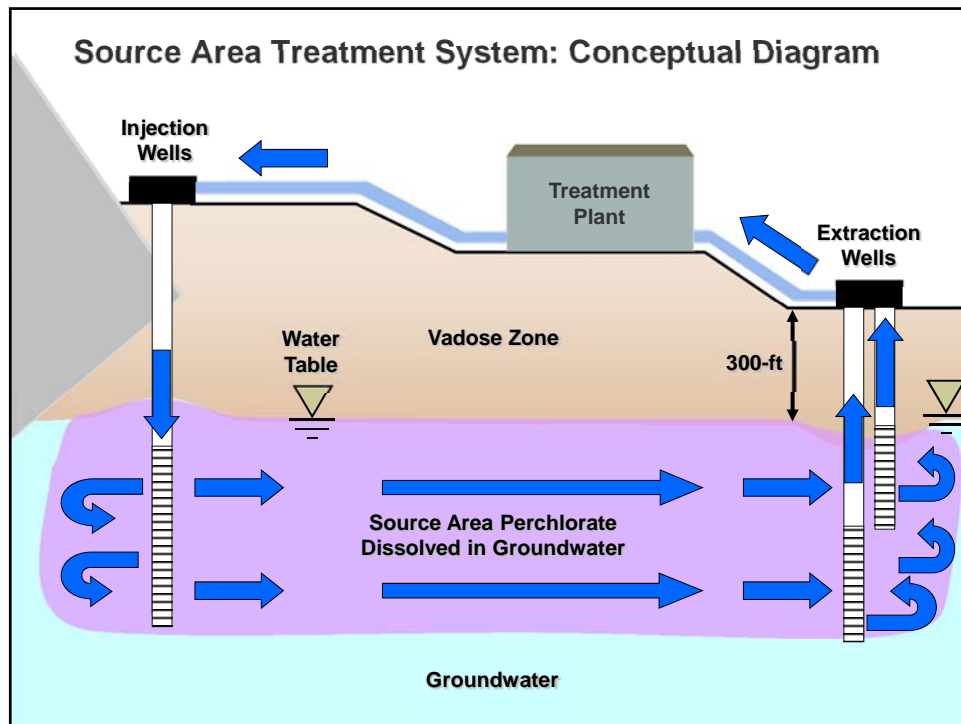 Source Area Treatment System: Conceptual Diagram
Injection
Wells
Treatment
Plant
Extraction
Wells
Water
Table
Vadose Zone
300-ft
Source Area Perchlorate
Dissolved in Groundwater
Groundwater